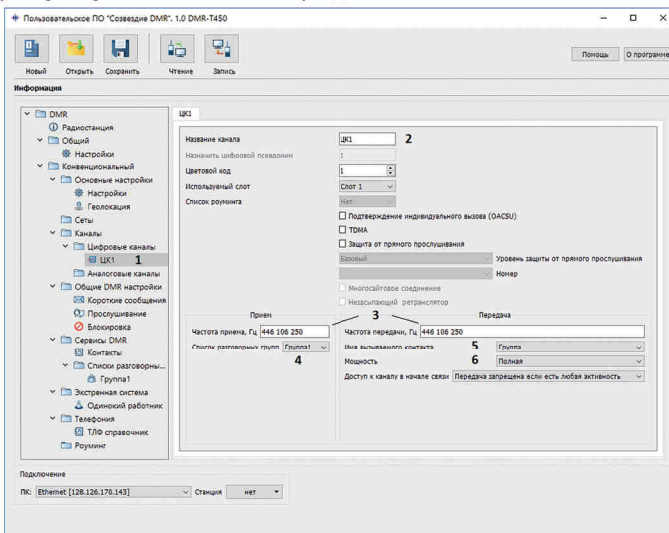 Пользовательское ПО "Созвездие DMR". 1.0 DMR-T450
Новый Открыть Сохранить Чтение Запись
Помощь О программе
Информация
DMR
Радиостанция
Общий
Настройки
Конвенциональный
Основные настройки
Настройки
Геолокация
Сеты
Каналы
Цифровые каналы
ЦК1 1
Аналоговые каналы
Общие DMR настройки
Короткие сообщения
Прослушивание
Блокировка
Сервисы DMR
Контакты
Списки разговорны...
Группа1
Экстренная система
Одинокий работник
Телефония
ТЛФ справочник
Роуминг
ЦК1
Название канала ЦК1 2
Назначить цифровой псевдоним 1
Цветовой код 1
Используемый слот Слот 1
Список роуминга Нет
Подтверждение индивидуального вызова (OACSU)
TDMA
Защита от прямого прослушивания
Базовый Уровень защиты от прямого прослушивания
Номер
Многосайтовое соединение
Незасыпающий ретранслятор
Прием 3 Передача
Частота приема, Гц 446 106 250 Частота передачи, Гц 446 106 250
Список разговорных групп Группа1 Имя вызываемого контакта 5 Группа
4 Мощность 6 Полная
Доступ к каналу в начале связи Передача запрещена если есть любая активность
Подключение
ПК: Ethernet [128.126.170.143] Станция нет